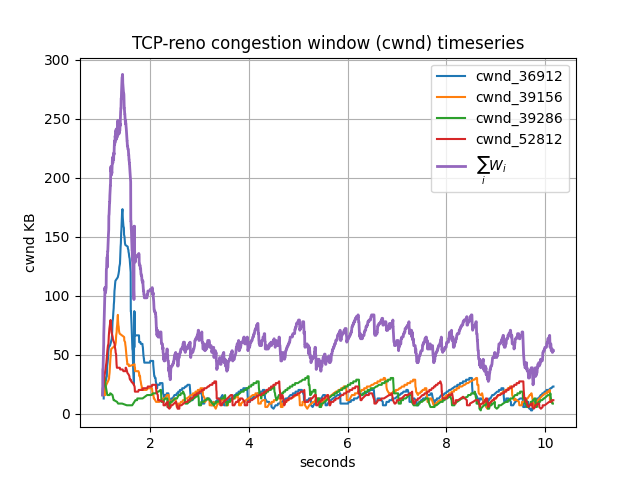 TCP-reno congestion window (cwnd) timeseries
300
250
200
150
100
50
0
cwnd KB
2
4
6
8
10
seconds
cwnd_36912
cwnd_39156
cwnd_39286
cwnd_52812
∑ᵢ Wᵢ